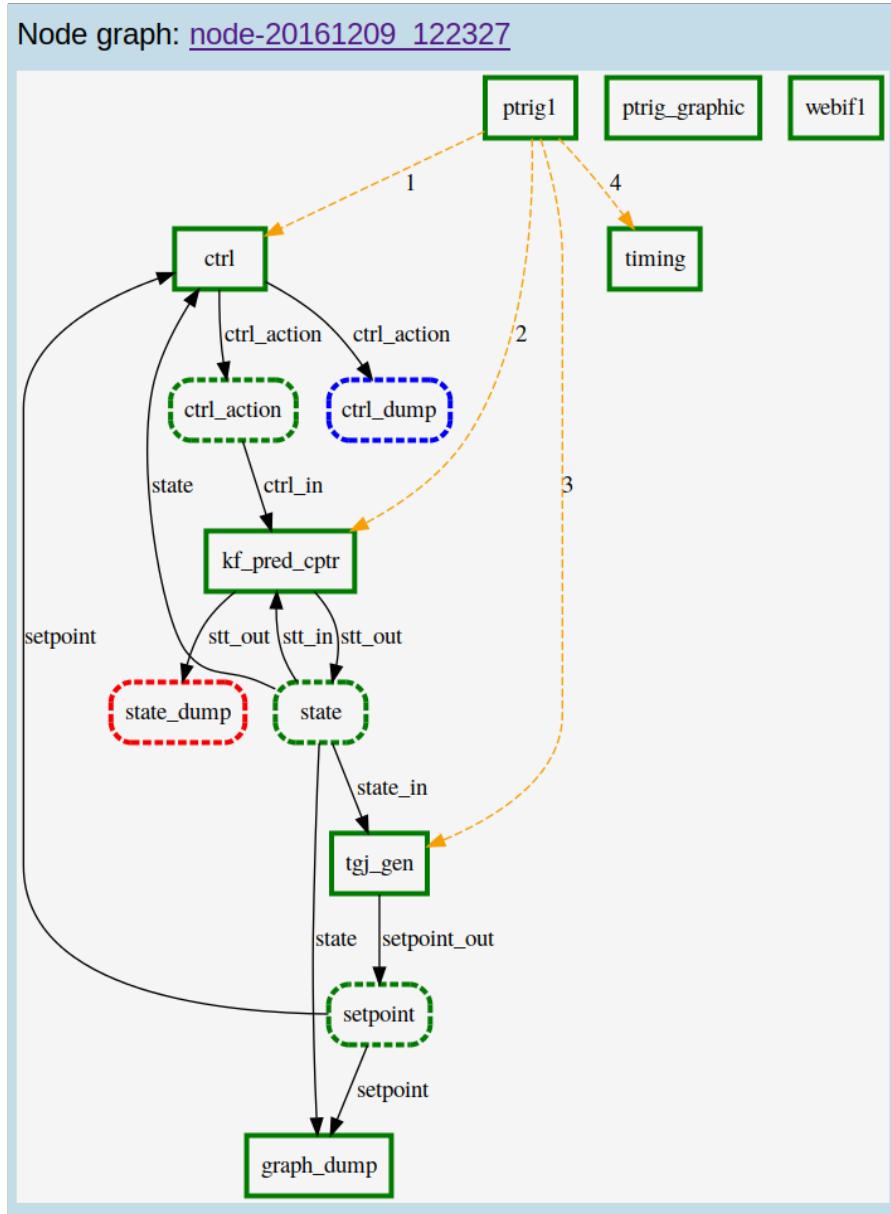 Node graph: node-20161209_122327
ptrig1
ptrig_graphic
webif1
1
4
ctrl
timing
ctrl_action
ctrl_action
2
ctrl_action
ctrl_dump
state
ctrl_in
3
kf_pred_cptr
setpoint
stt_out
stt_in
stt_out
state_dump
state
state_in
tgj_gen
state
setpoint_out
setpoint
setpoint
graph_dump